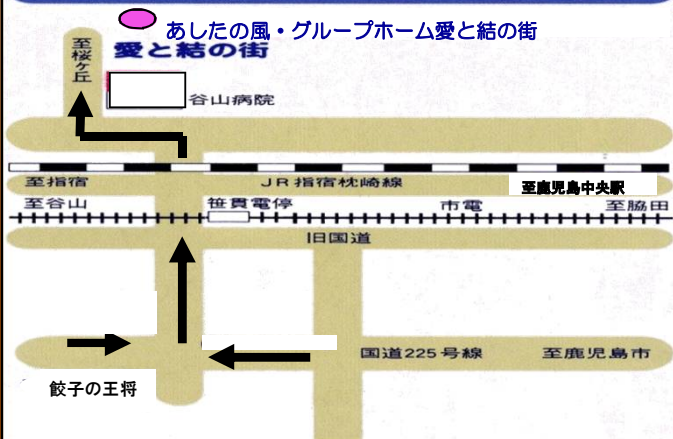 あしたの風・グループホーム愛と結の街
愛と結の街
至桜ヶ丘
谷山病院
至指宿
JR指宿枕崎線
至鹿児島中央駅
至谷山
笹貫電停
市電
至脇田
旧国道
国道225号線
至鹿児島市
餃子の王将